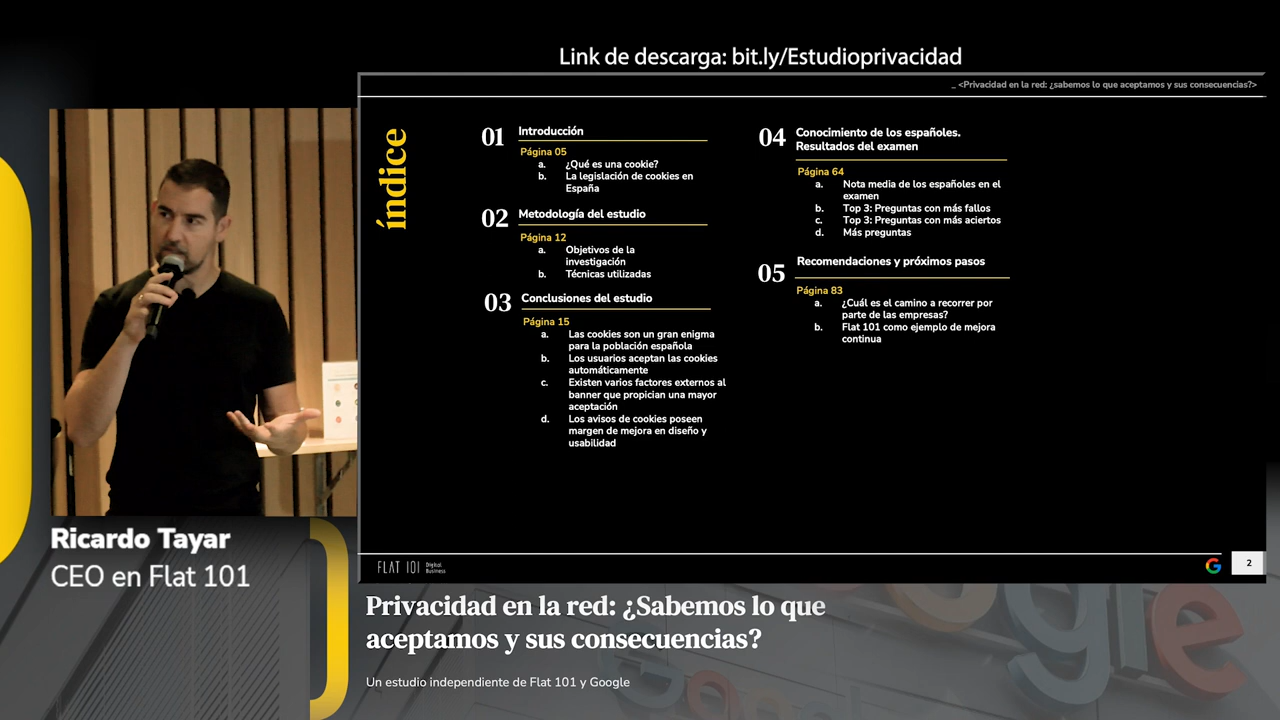 Link de descarga: bit.ly/Estudioprivacidad
_ <Privacidad en la red: ¿sabemos lo que aceptamos y sus consecuencias?>
índice
01 Introducción
Página 05
a. ¿Qué es una cookie?
b. La legislación de cookies en
España
02 Metodología del estudio
Página 12
a. Objetivos de la
investigación
b. Técnicas utilizadas
03 Conclusiones del estudio
Página 15
a. Las cookies son un gran enigma
para la población española
b. Los usuarios aceptan las cookies
automáticamente
c. Existen varios factores externos al
banner que propician una mayor
aceptación
d. Los avisos de cookies poseen
margen de mejora en diseño y
usabilidad
04 Conocimiento de los españoles.
Resultados del examen
Página 64
a. Nota media de los españoles en el
examen
b. Top 3: Preguntas con más fallos
c. Top 3: Preguntas con más aciertos
d. Más preguntas
05 Recomendaciones y próximos pasos
Página 83
a. ¿Cuál es el camino a recorrer por
parte de las empresas?
b. Flat 101 como ejemplo de mejora
continua
FLAT 101 Digital
Business
G
2
Ricardo Tayar
CEO en Flat 101
Privacidad en la red: ¿Sabemos lo que
aceptamos y sus consecuencias?
Un estudio independiente de Flat 101 y Google